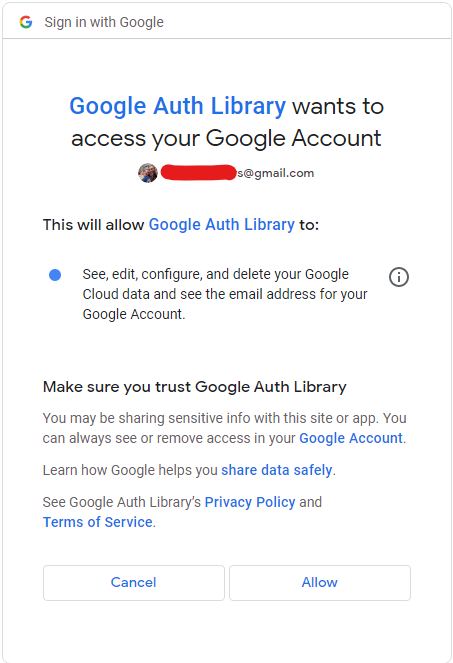 Sign in with Google
Google Auth Library wants to
access your Google Account
s@gmail.com
This will allow Google Auth Library to:
See, edit, configure, and delete your Google
Cloud data and see the email address for your
Google Account.
Make sure you trust Google Auth Library
You may be sharing sensitive info with this site or app. You
can always see or remove access in your Google Account.
Learn how Google helps you share data safely.
See Google Auth Library's Privacy Policy and
Terms of Service.
Cancel
Allow